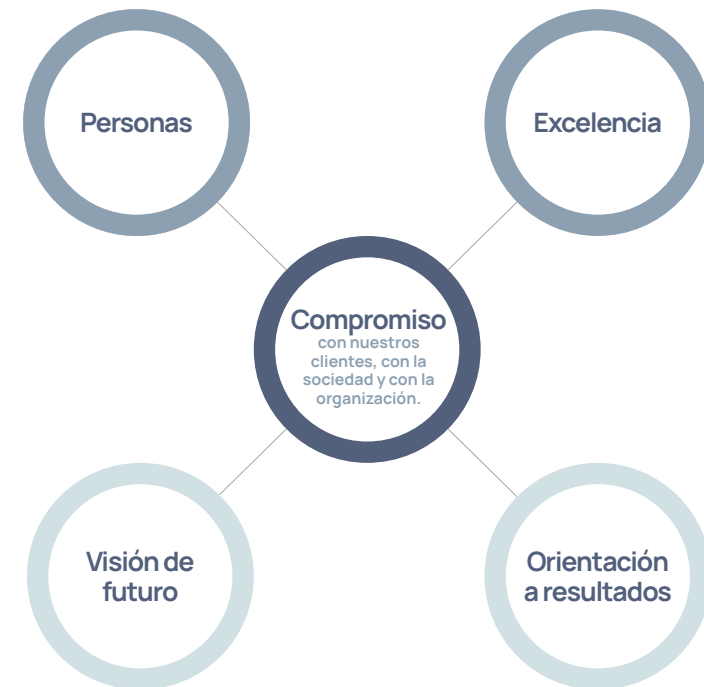 Personas
Excelencia
Compromiso
con nuestros
clientes, con la
sociedad y con la
organización.
Visión de
futuro
Orientación
a resultados